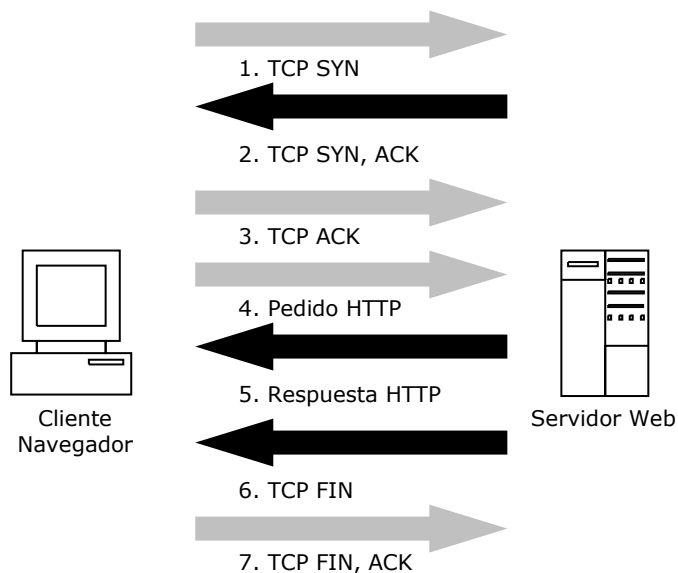 1. TCP SYN
2. TCP SYN, ACK
3. TCP ACK
4. Pedido HTTP
5. Respuesta HTTP
Cliente
Navegador
Servidor Web
6. TCP FIN
7. TCP FIN, ACK